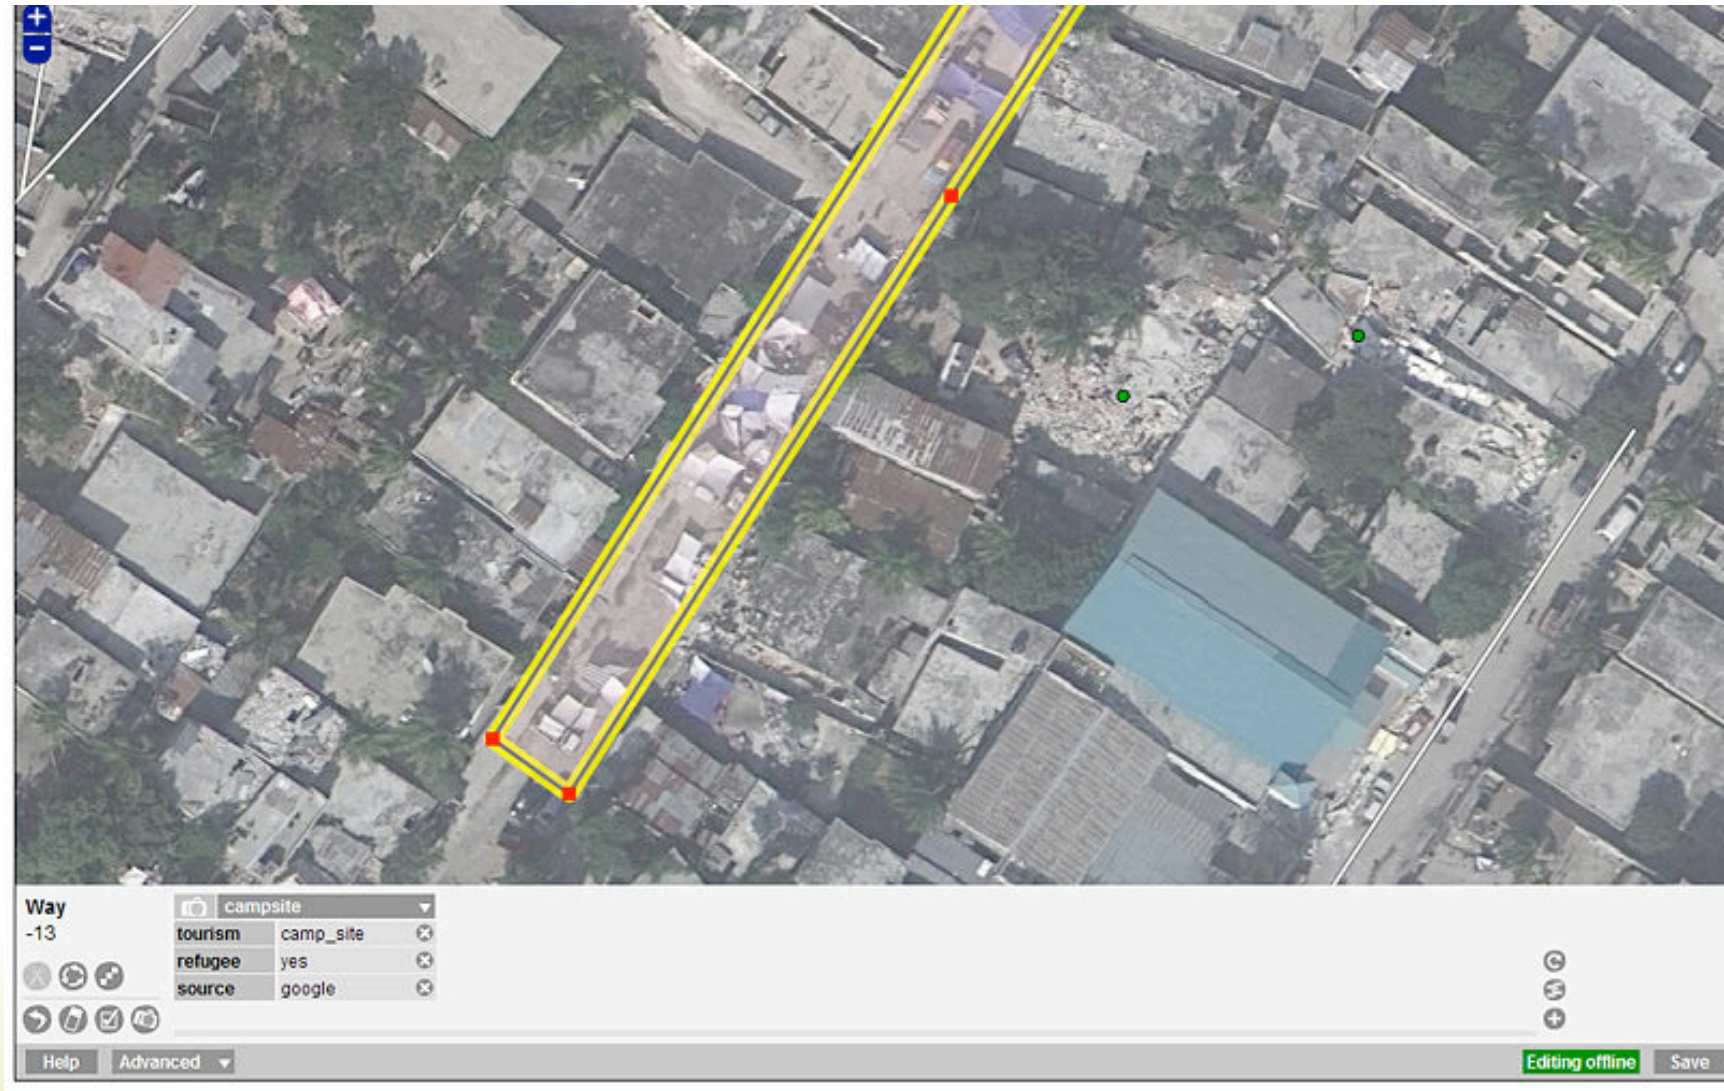 +
−
Way
-13
campsite
tourism camp_site
refugee yes
source google
Help Advanced Editing offline Save